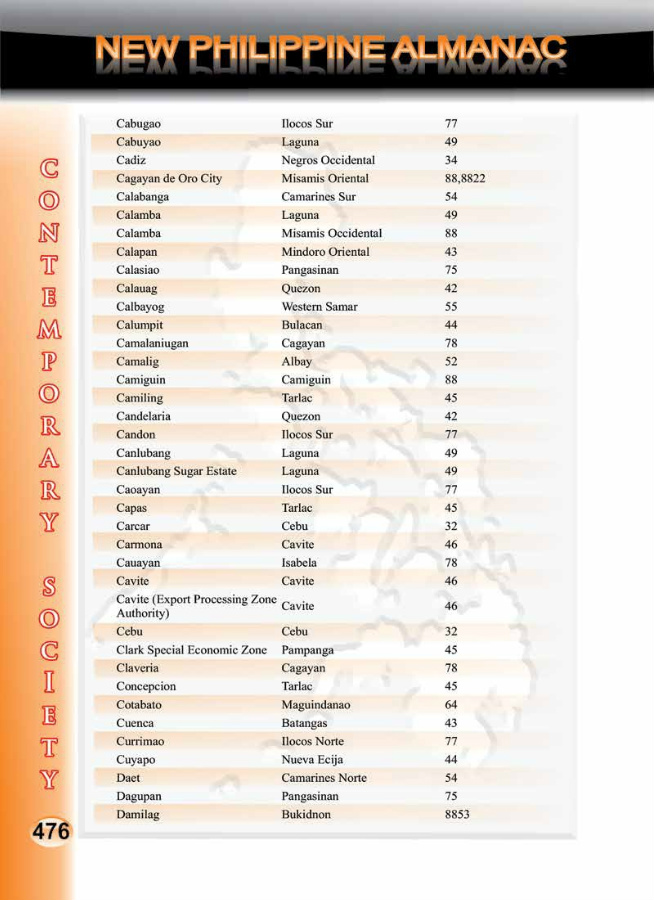 NEW PHILIPPINE ALMANAC
CONTEMPORARY SOCIETY
Cabugao Ilocos Sur 77
Cabuyao Laguna 49
Cadiz Negros Occidental 34
Cagayan de Oro City Misamis Oriental 88,8822
Calabanga Camarines Sur 54
Calamba Laguna 49
Calamba Misamis Occidental 88
Calapan Mindoro Oriental 43
Calasiao Pangasinan 75
Calauag Quezon 42
Calbayog Western Samar 55
Calumpit Bulacan 44
Camalaniugan Cagayan 78
Camalig Albay 52
Camiguin Camiguin 88
Camiling Tarlac 45
Candelaria Quezon 42
Candon Ilocos Sur 77
Canlubang Laguna 49
Canlubang Sugar Estate Laguna 49
Caoayan Ilocos Sur 77
Capas Tarlac 45
Carcar Cebu 32
Carmona Cavite 46
Cauayan Isabela 78
Cavite Cavite 46
Cavite (Export Processing Zone
Authority) Cavite 46
Cebu Cebu 32
Clark Special Economic Zone Pampanga 45
Claveria Cagayan 78
Concepcion Tarlac 45
Cotabato Maguindanao 64
Cuenca Batangas 43
Currimao Ilocos Norte 77
Cuyapo Nueva Ecija 44
Daet Camarines Norte 54
Dagupan Pangasinan 75
Damilag Bukidnon 8853
476